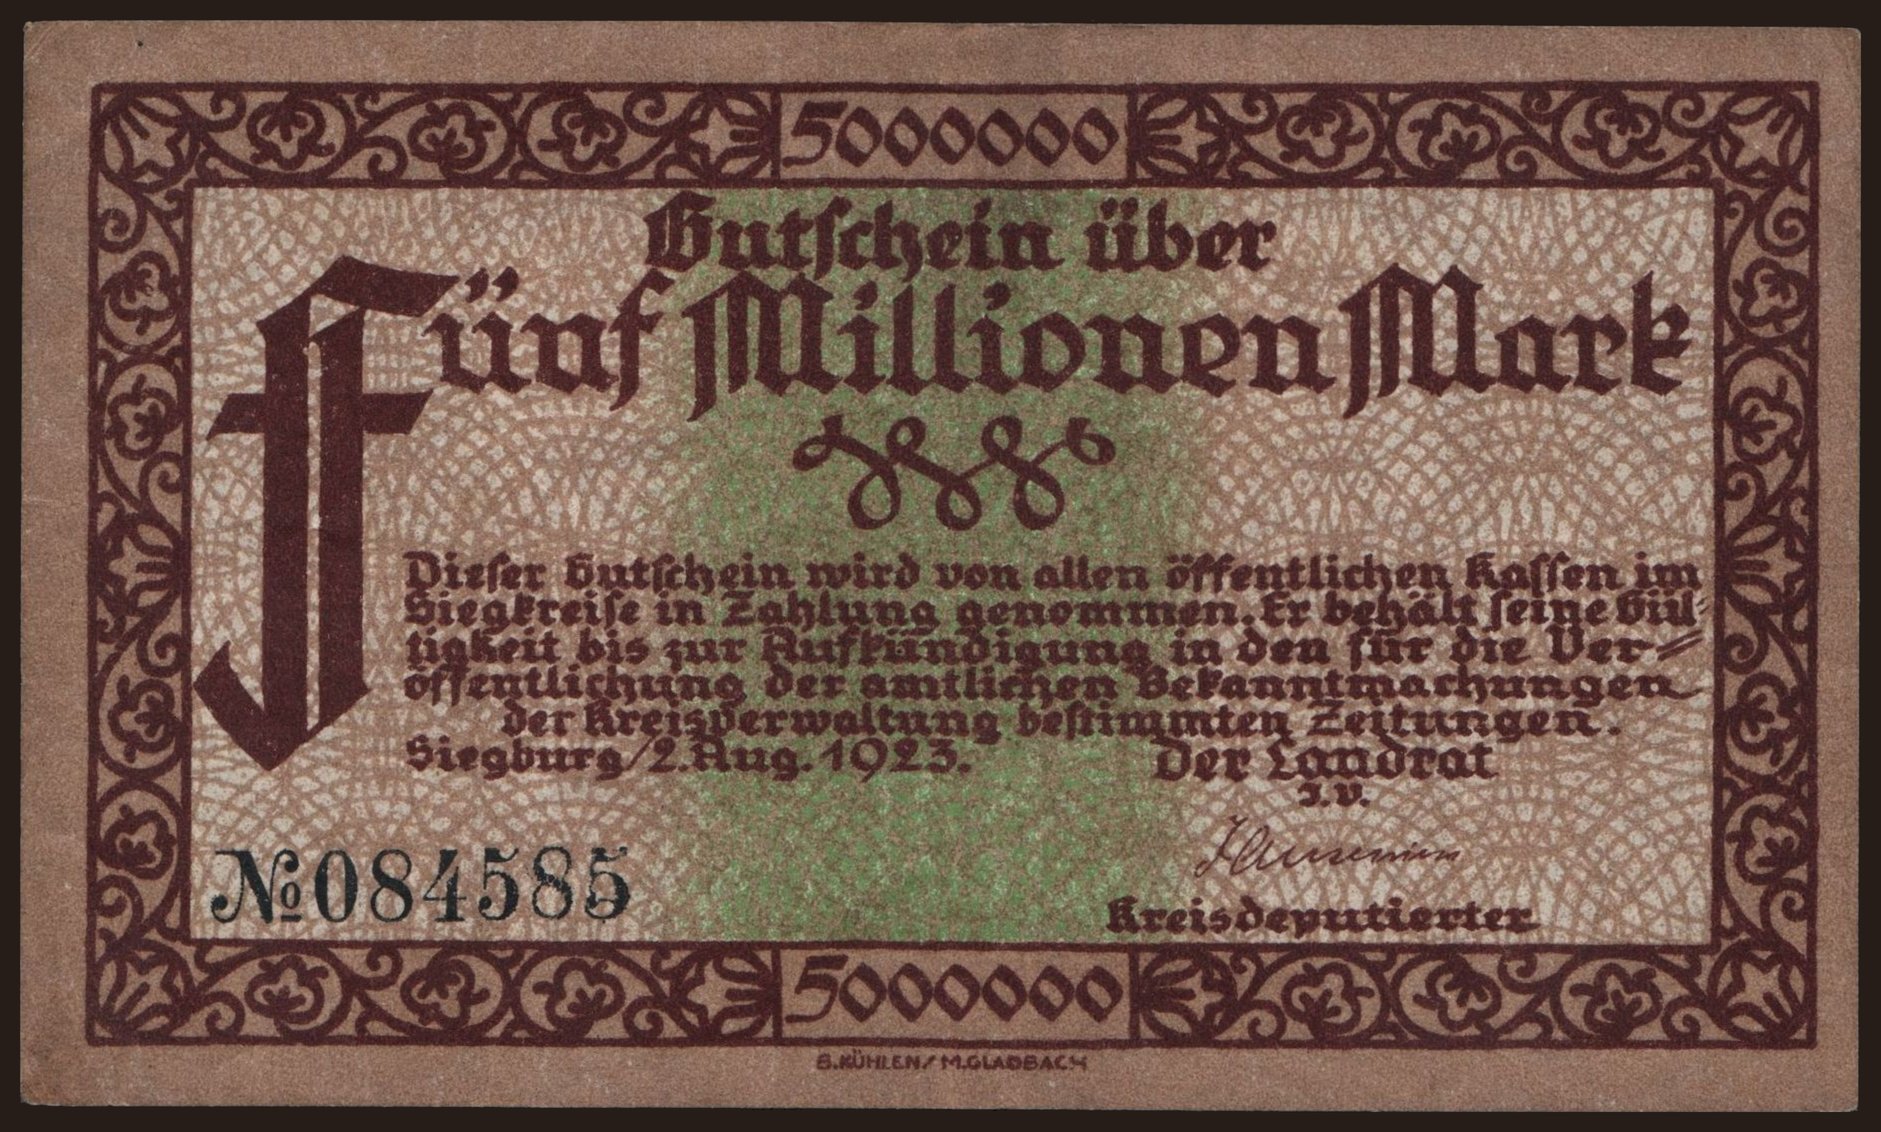 5000000
Gutschein über
Fünf Millionen Mark
Dieser Gutschein wird von allen öffentlichen Kassen im
Siegkreise in Zahlung genommen. Er behält seine Gül-
tigkeit bis zur Aufkündigung in den für die Ver-
öffentlichung der amtlichen Bekanntmachungen
der Kreisverwaltung bestimmten Zeitungen.
Siegburg/2. Aug. 1923.
Der Landrat
I.V.
Kreisdeputierter
№084585
5000000
B.KÜHLEN/M.GLADBACH